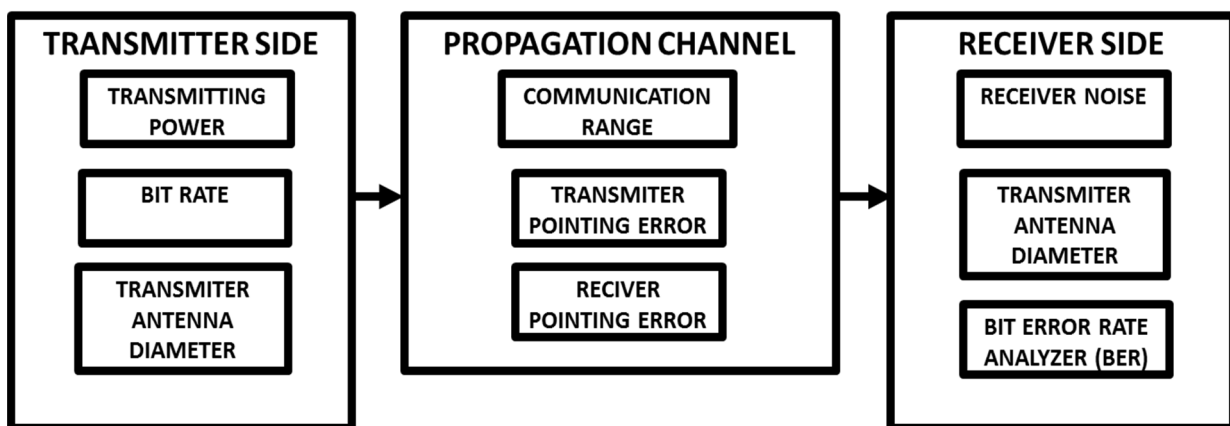 TRANSMITTER SIDE
TRANSMITTING
POWER
BIT RATE
TRANSMITER
ANTENNA
DIAMETER
PROPAGATION CHANNEL
COMMUNICATION
RANGE
TRANSMITER
POINTING ERROR
RECIVER
POINTING ERROR
RECEIVER SIDE
RECEIVER NOISE
TRANSMITER
ANTENNA
DIAMETER
BIT ERROR RATE
ANALYZER (BER)